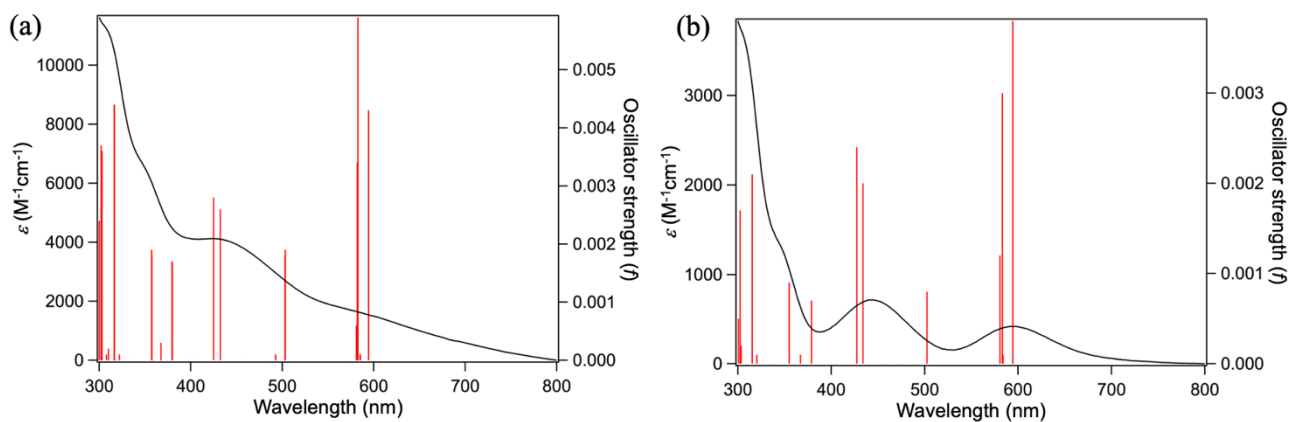 (a)
ε (M-1cm-1)
10000
8000
6000
4000
2000
0
0.005
0.004
0.003
0.002
0.001
0.000
Oscillator strength (f)
300 400 500 600 700 800
Wavelength (nm)
(b)
ε (M-1cm-1)
3000
2000
1000
0
0.003
0.002
0.001
0.000
Oscillator strength (f)
300 400 500 600 700 800
Wavelength (nm)